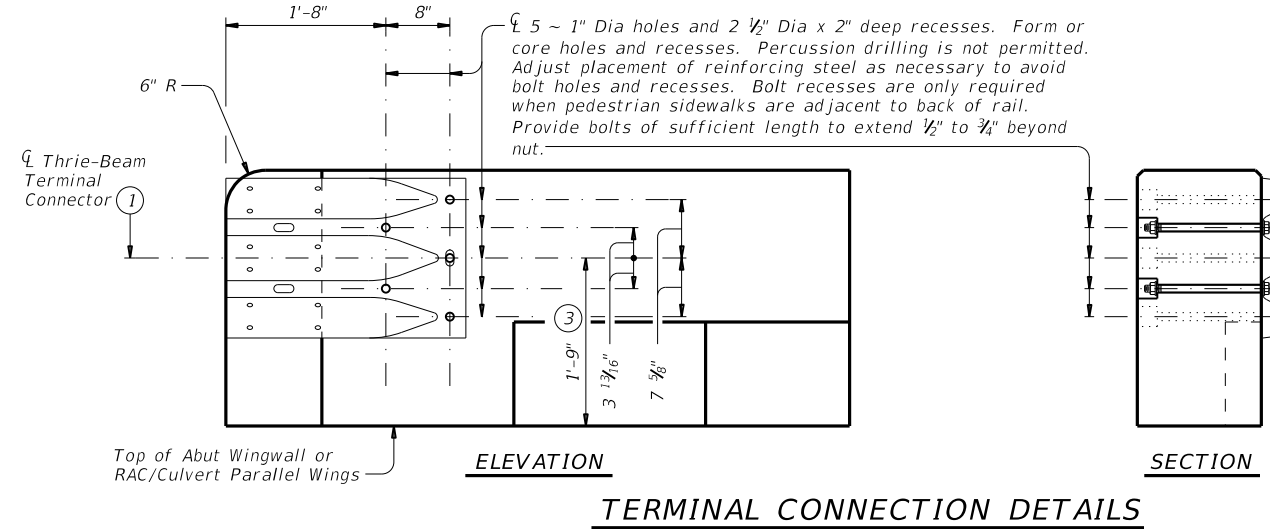 1'-8"
8"
℄ 5 ~ 1" Dia holes and 2 ½" Dia x 2" deep recesses. Form or
core holes and recesses. Percussion drilling is not permitted.
Adjust placement of reinforcing steel as necessary to avoid
bolt holes and recesses. Bolt recesses are only required
when pedestrian sidewalks are adjacent to back of rail.
Provide bolts of sufficient length to extend ½" to ¾" beyond
nut.
6" R
℄ Thrie-Beam
Terminal
Connector 1
3
1'-9"
3 13/16"
7 5/8"
Top of Abut Wingwall or
RAC/Culvert Parallel Wings
ELEVATION
SECTION
TERMINAL CONNECTION DETAILS